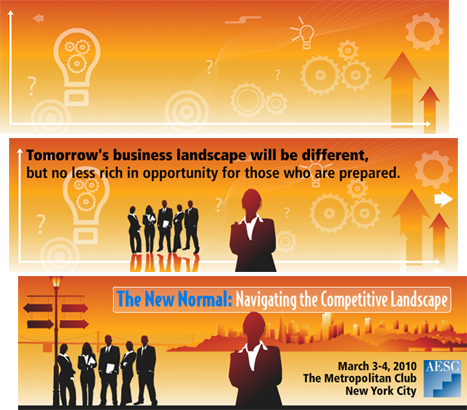 ?
?
?
Tomorrow's business landscape will be different,
but no less rich in opportunity for those who are prepared.
?
?
The New Normal: Navigating the Competitive Landscape
March 3-4, 2010
The Metropolitan Club
New York City
AESC